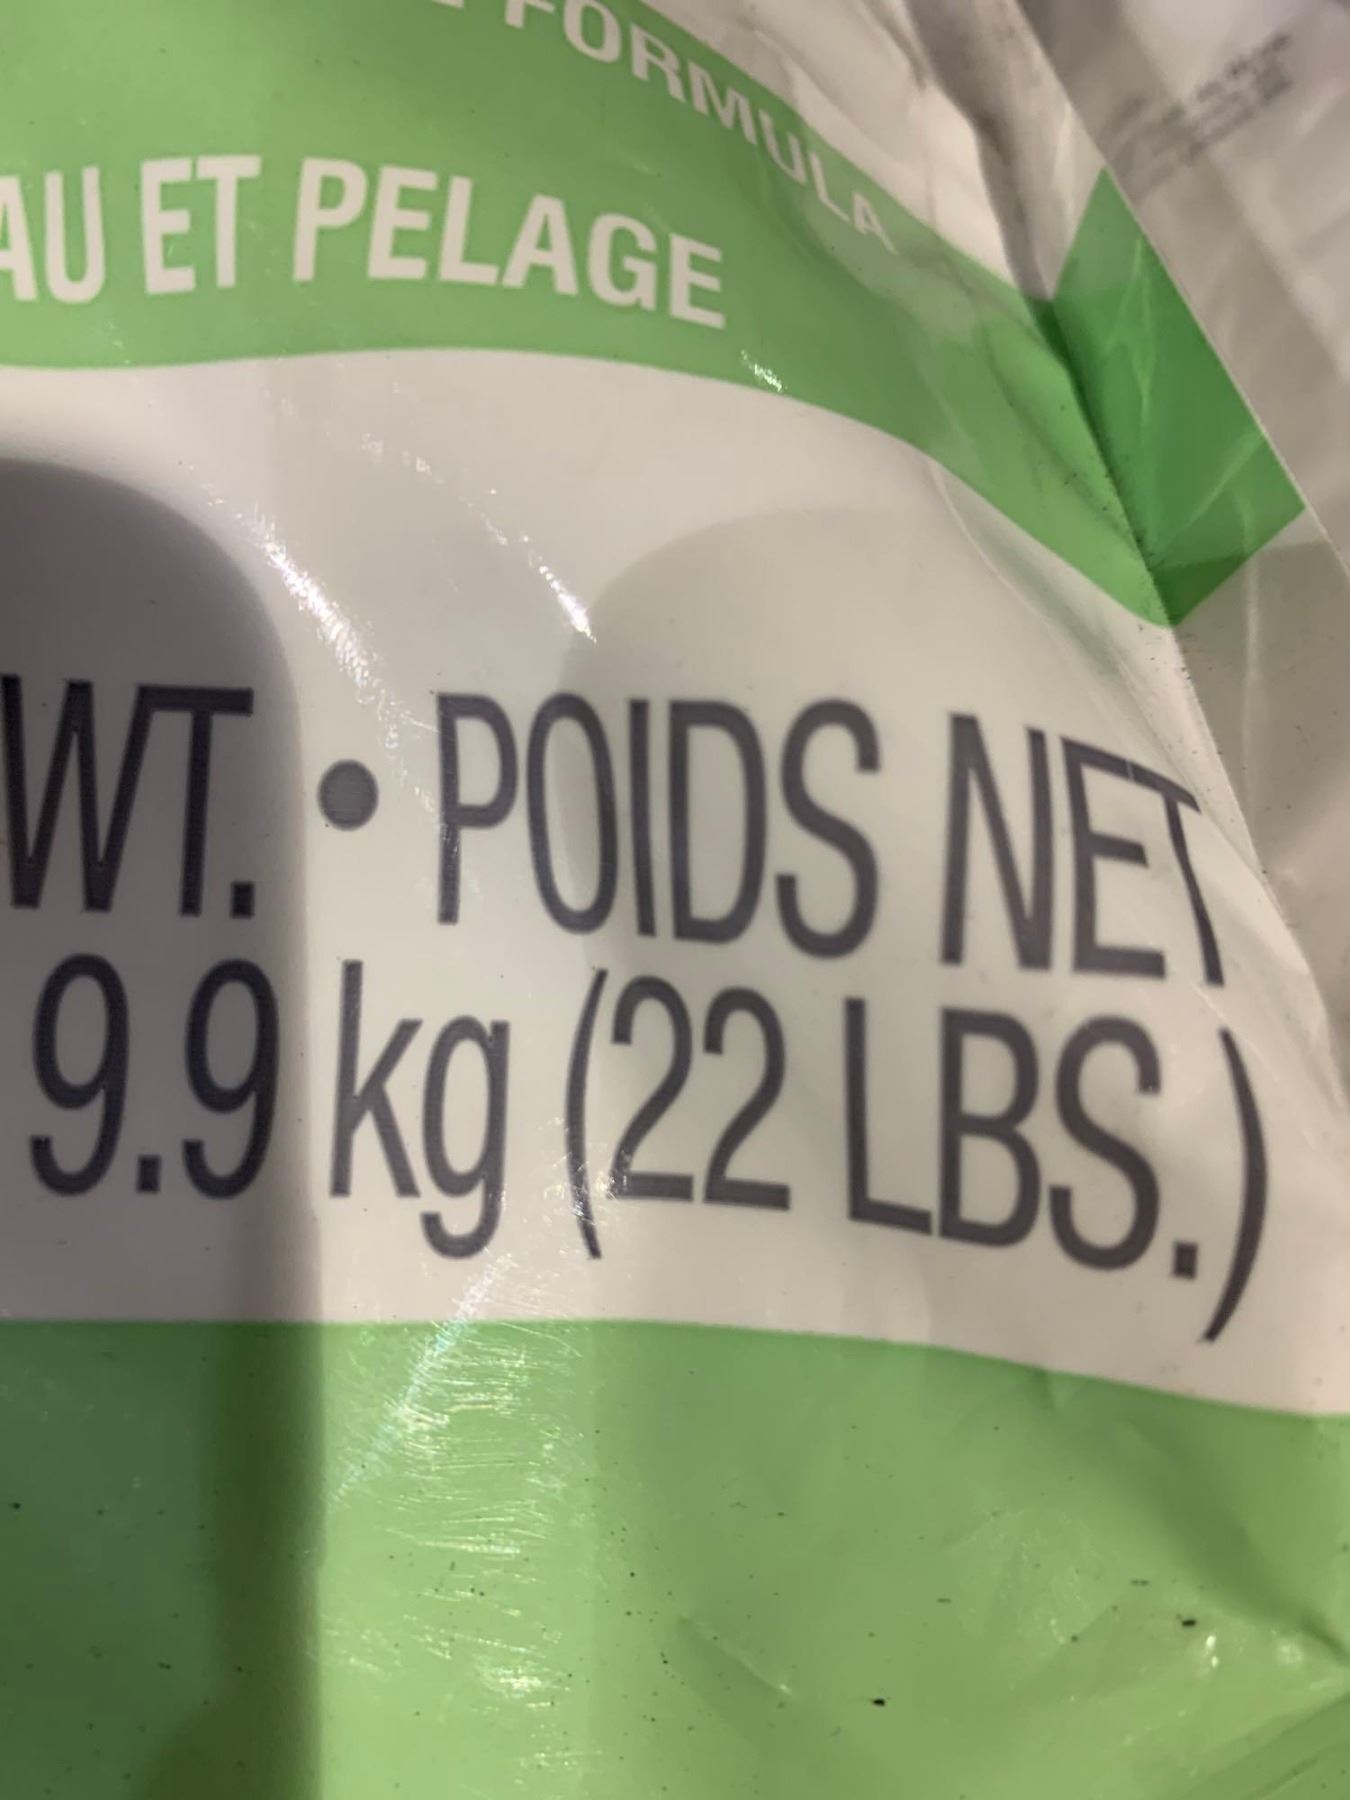 FORMULA
AU ET PELAGE
WT. • POIDS NET
9.9 kg (22 LBS.)